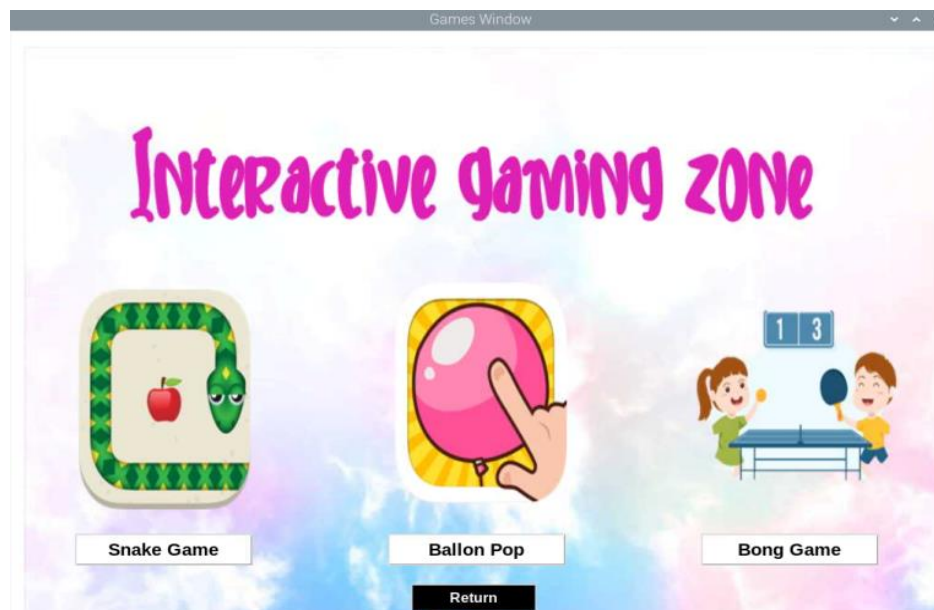 Games Window
Interactive gaming zone
1 3
Snake Game
Ballon Pop
Bong Game
Return